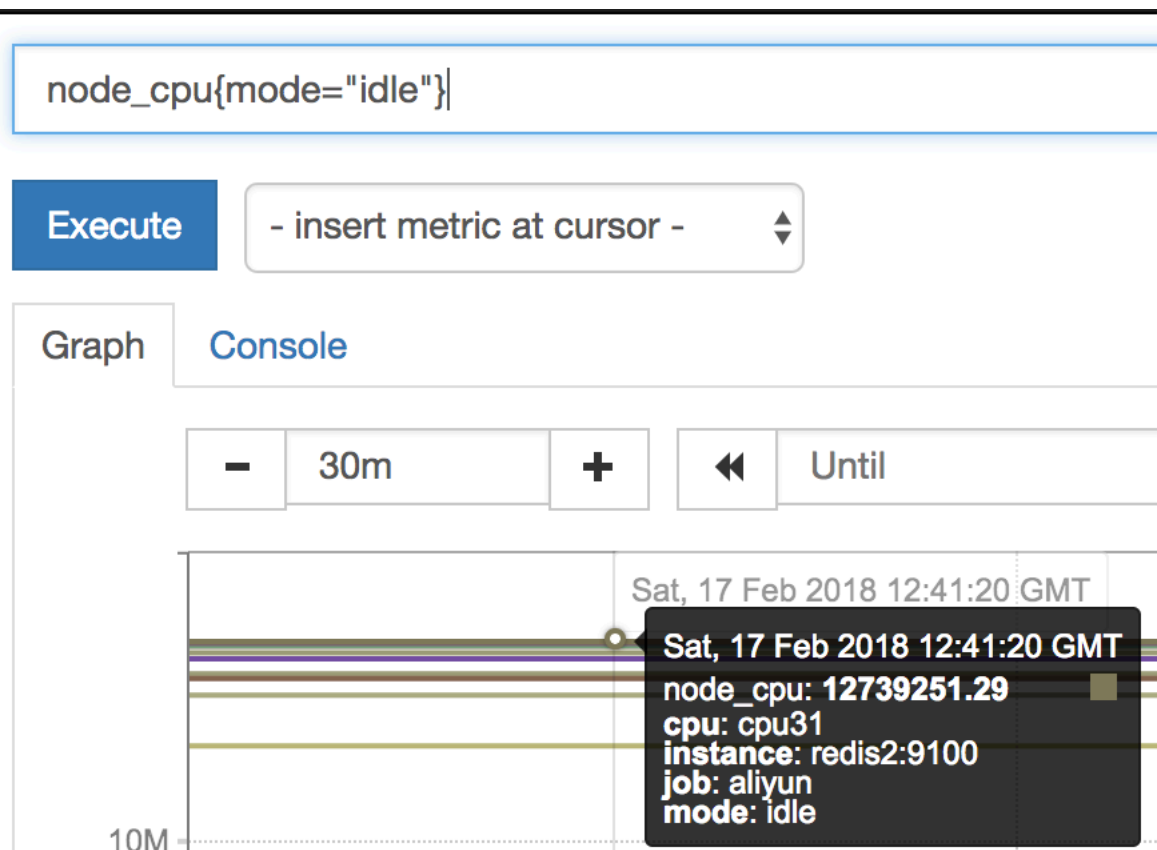 node_cpu{mode="idle"}
Execute
- insert metric at cursor -
Graph
Console
30m
Until
Sat, 17 Feb 2018 12:41:20 GMT
Sat, 17 Feb 2018 12:41:20 GMT
node_cpu: 12739251.29
cpu: cpu31
instance: redis2:9100
job: aliyun
mode: idle
10M